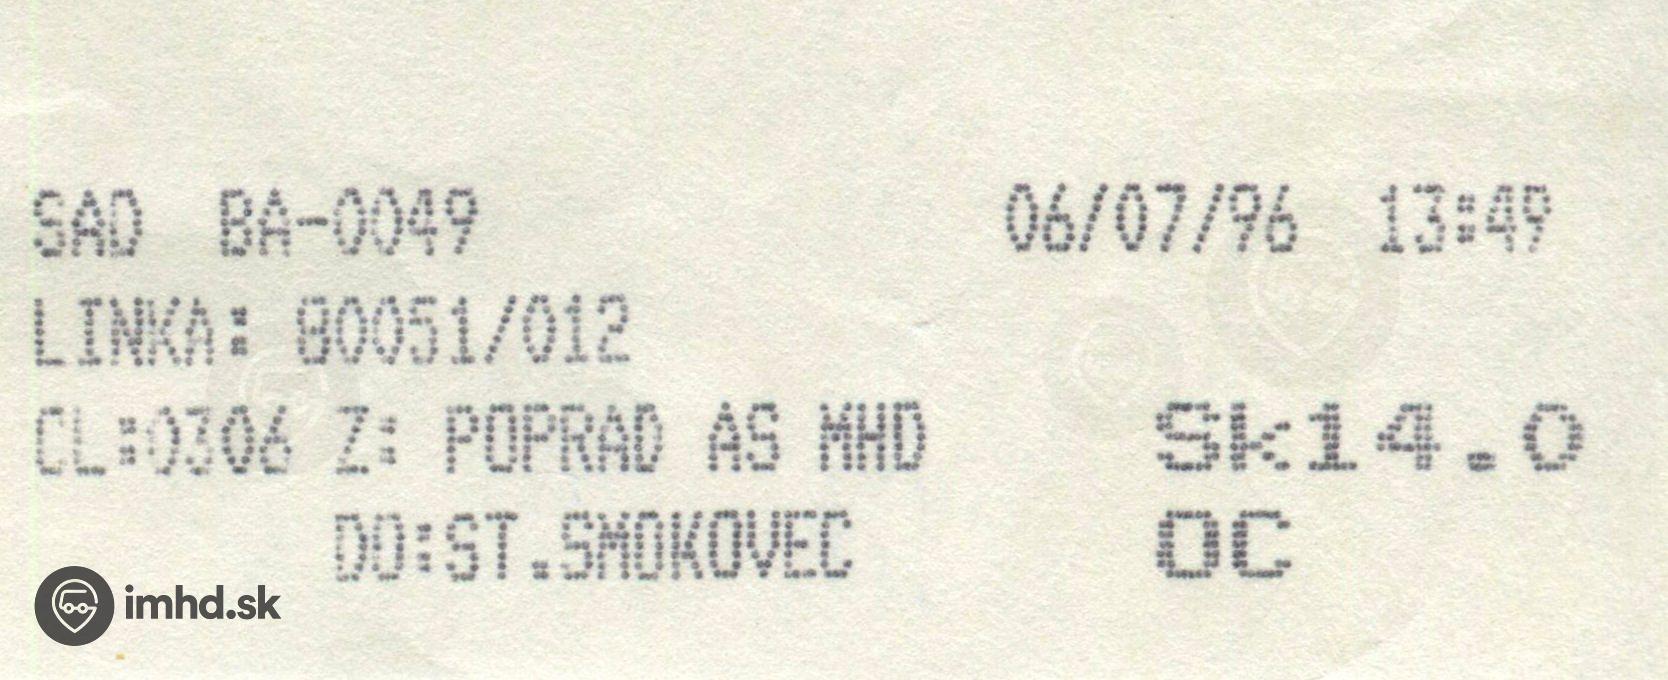 SAD BA-0049 06/07/96 13:49
LINKA: 80051/012
CL:0306 Z: POPRAD AS MHD Sk14.0
DO:ST.SMOKOVEC OC
imhd.sk